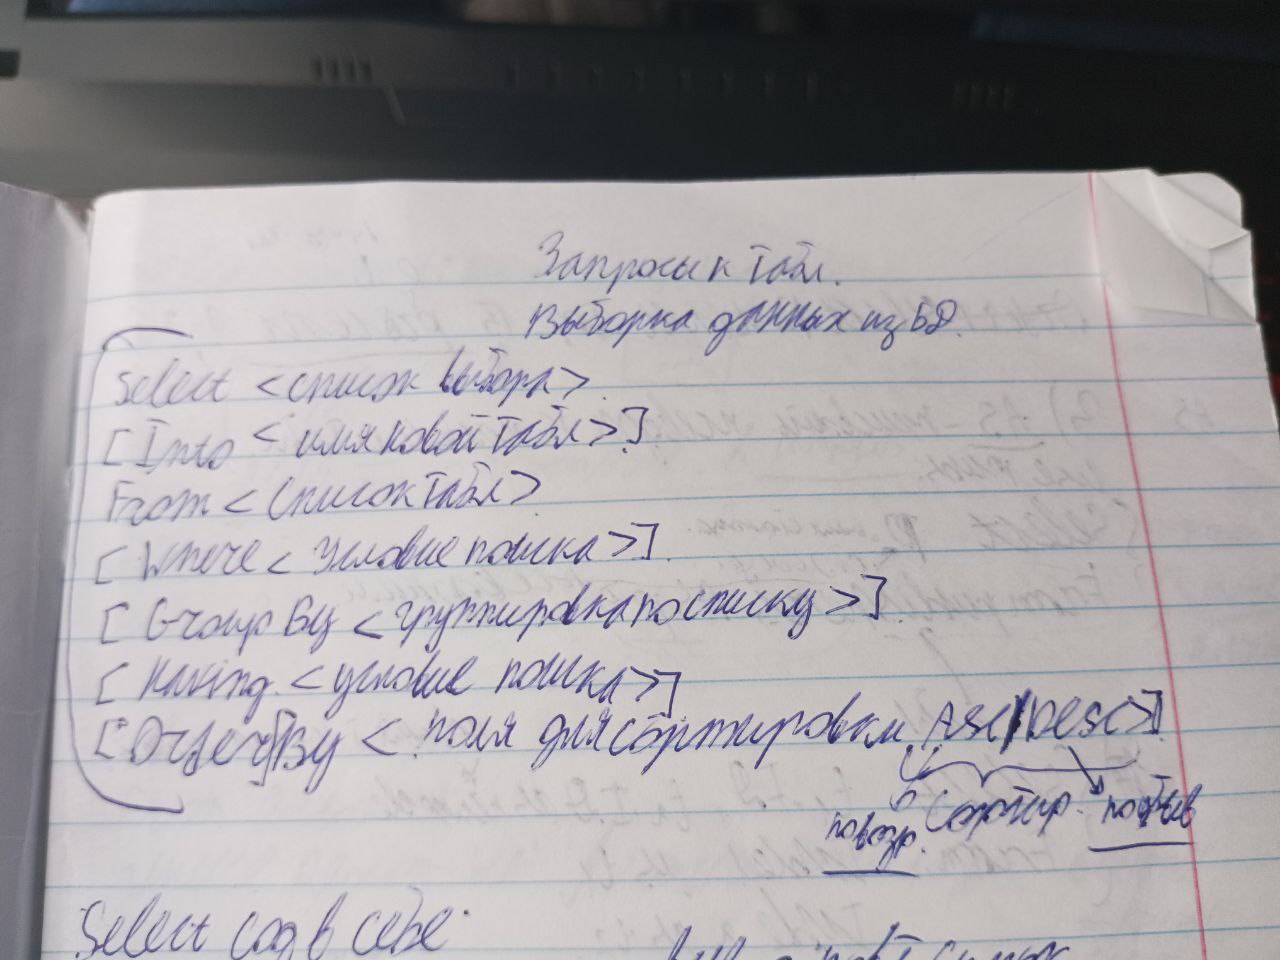 Запросы к табл.
Выборка данных из БД.
Select <список выбора>
[Into <имя новой табл>]
From <список табл>
[Where <условие поиска>]
[Group By <группировка по списку>]
[Having <условие поиска>]
[Order By <поля для сортировки ASC/DESC>]
по возр. Сортир. по убыв
Select сод в себе